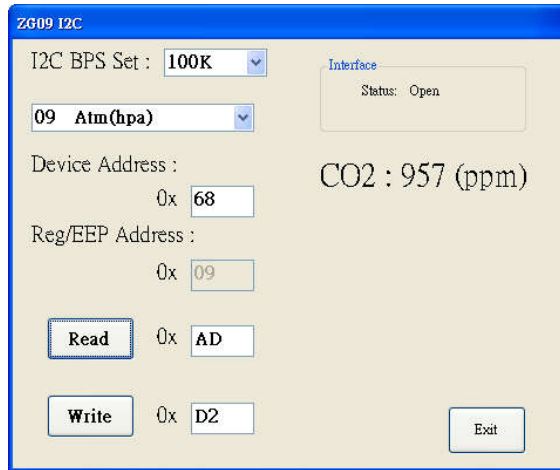 ZG09 I2C
I2C BPS Set : 100K
Interface
Status: Open
09 Atm(hpa)
Device Address :
0x 68
CO2 : 957 (ppm)
Reg/EEP Address :
0x 09
Read 0x AD
Write 0x D2
Exit